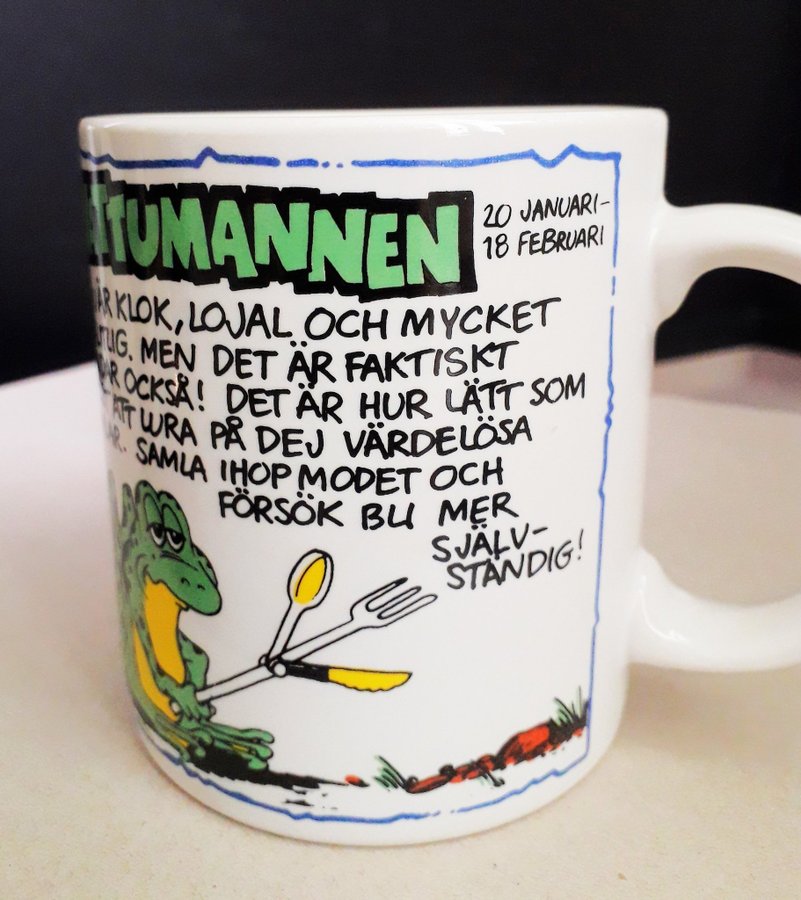 TTUMANNEN
20 JANUARI-
18 FEBRUARI
ÄR KLOK, LOJAL OCH MYCKET
MEN DET ÄR FAKTISKT
OCKSÅ! DET ÄR HUR LÄTT SOM
ATT LURA PÅ DEJ VÄRDELÖSA
SAMLA IHOP MODET OCH
FÖRSÖK BLI MER
SJÄLV-
STÄNDIG!